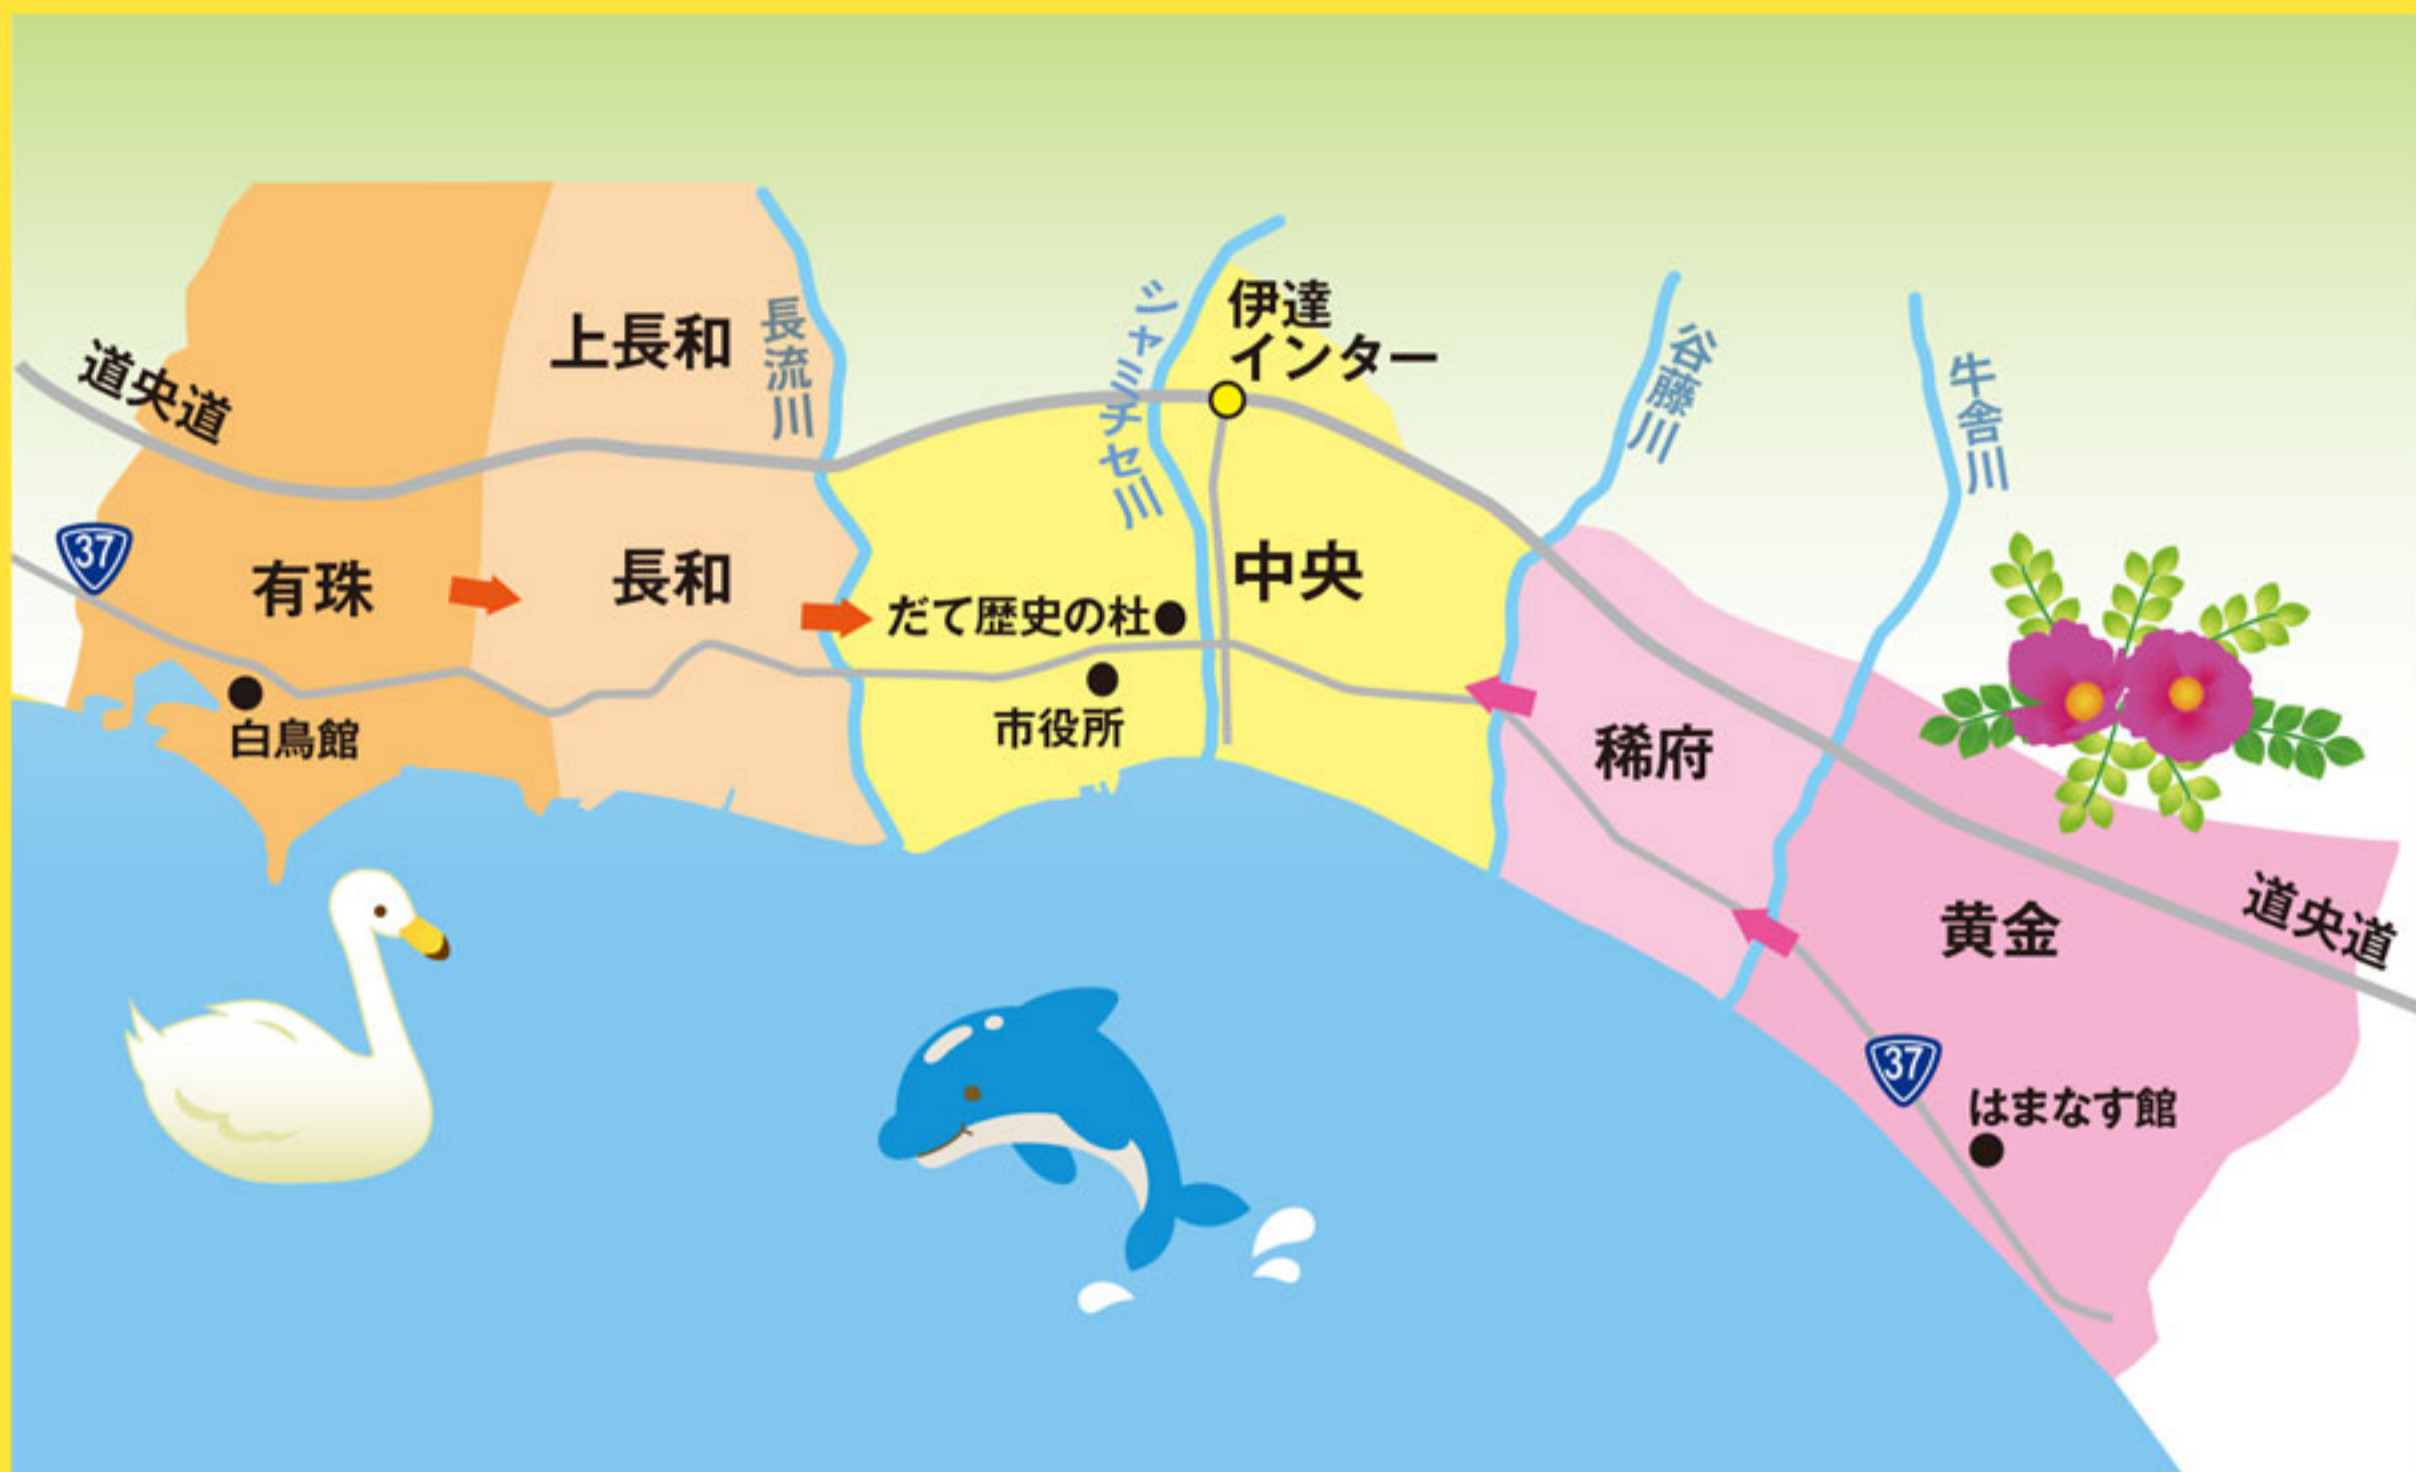 上長和
長流川
シャミチセ川
伊達
インター
谷藤川
牛舎川
道央道
37
有珠
長和
中央
だて歴史の杜
白鳥館
市役所
稀府
黄金
道央道
37
はまなす館